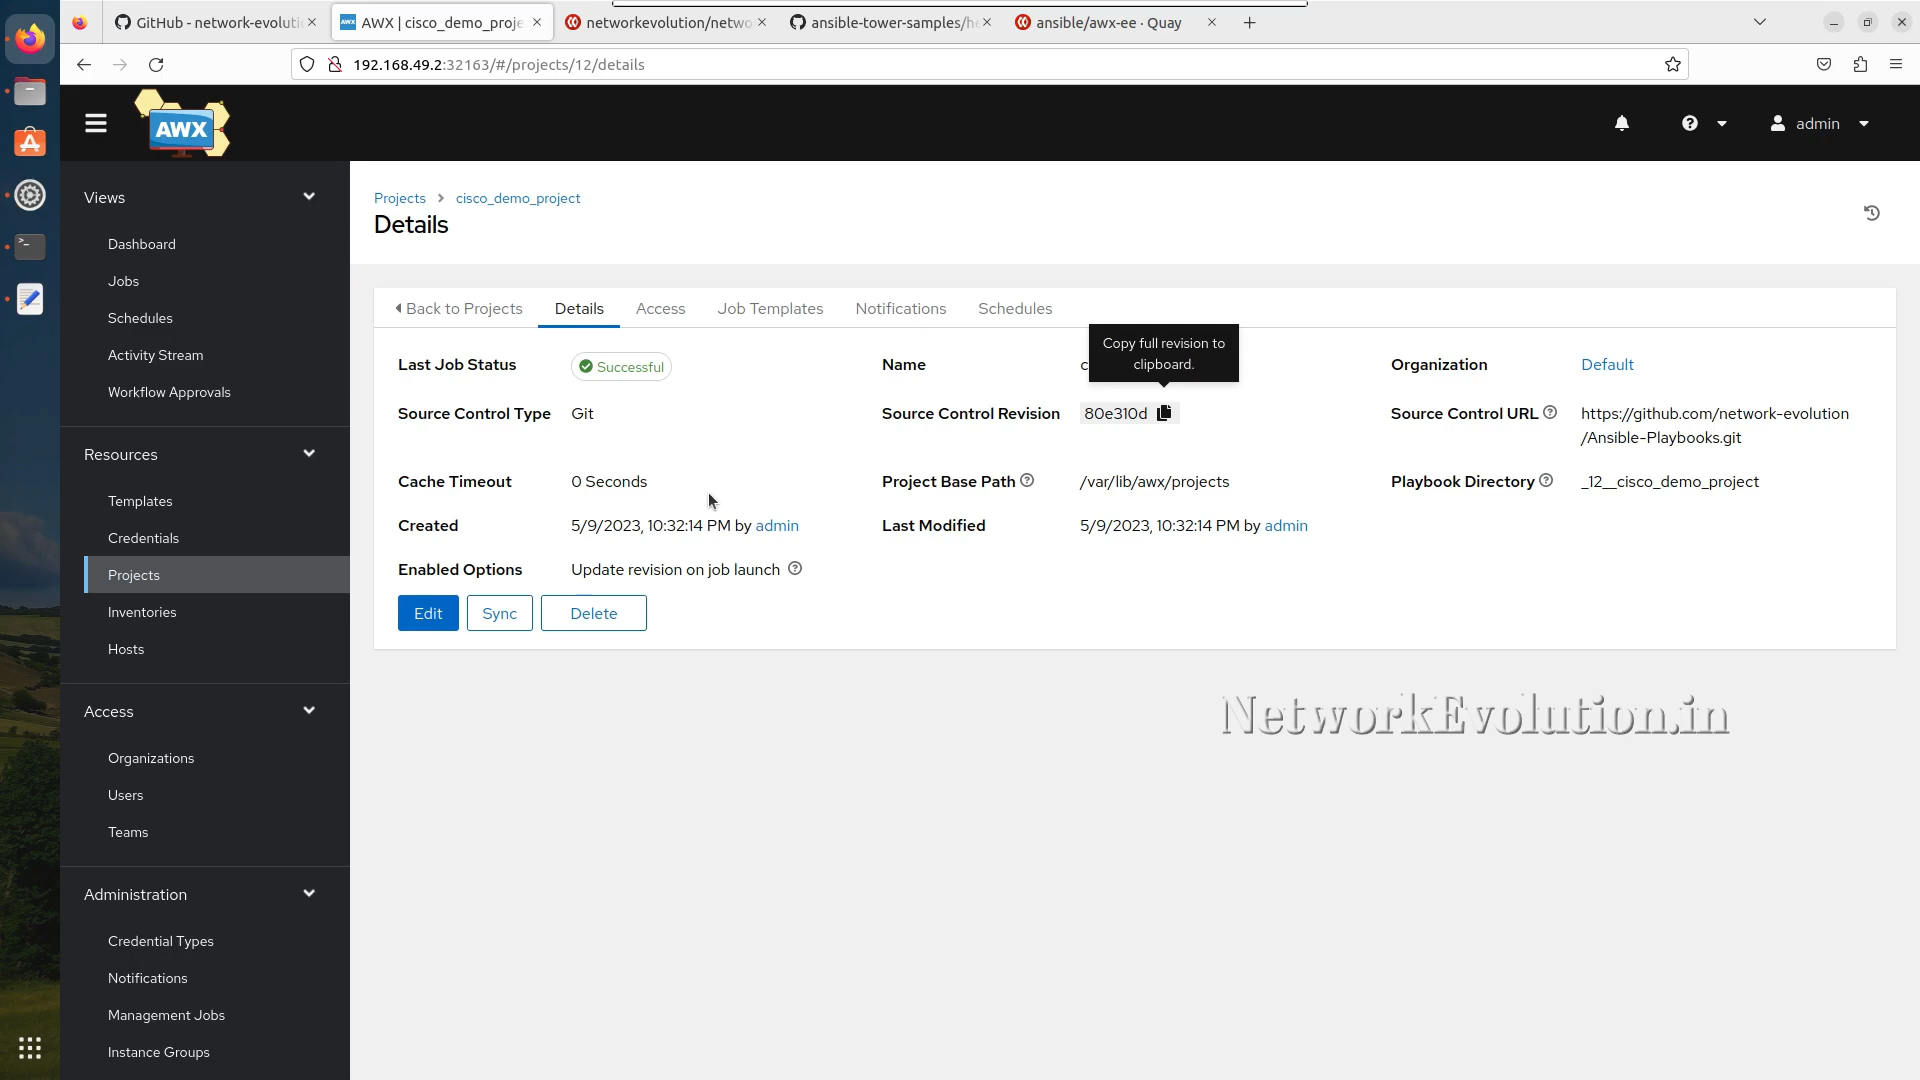 GitHub - network-evoluti
AWX | cisco_demo_proje
networkevolution/netwo
ansible-tower-samples/he
ansible/awx-ee · Quay
192.168.49.2:32163/#/projects/12/details
AWX
admin
Views
Dashboard
Jobs
Schedules
Activity Stream
Workflow Approvals
Resources
Templates
Credentials
Projects
Inventories
Hosts
Access
Organizations
Users
Teams
Administration
Credential Types
Notifications
Management Jobs
Instance Groups
Projects > cisco_demo_project
Details
Back to Projects
Details
Access
Job Templates
Notifications
Schedules
Copy full revision to
clipboard.
Last Job Status Successful
Name c
Organization Default
Source Control Type Git
Source Control Revision 80e310d
Source Control URL https://github.com/network-evolution
/Ansible-Playbooks.git
Cache Timeout 0 Seconds
Project Base Path /var/lib/awx/projects
Playbook Directory _12__cisco_demo_project
Created 5/9/2023, 10:32:14 PM by admin
Last Modified 5/9/2023, 10:32:14 PM by admin
Enabled Options Update revision on job launch
Edit
Sync
Delete
NetworkEvolution.in